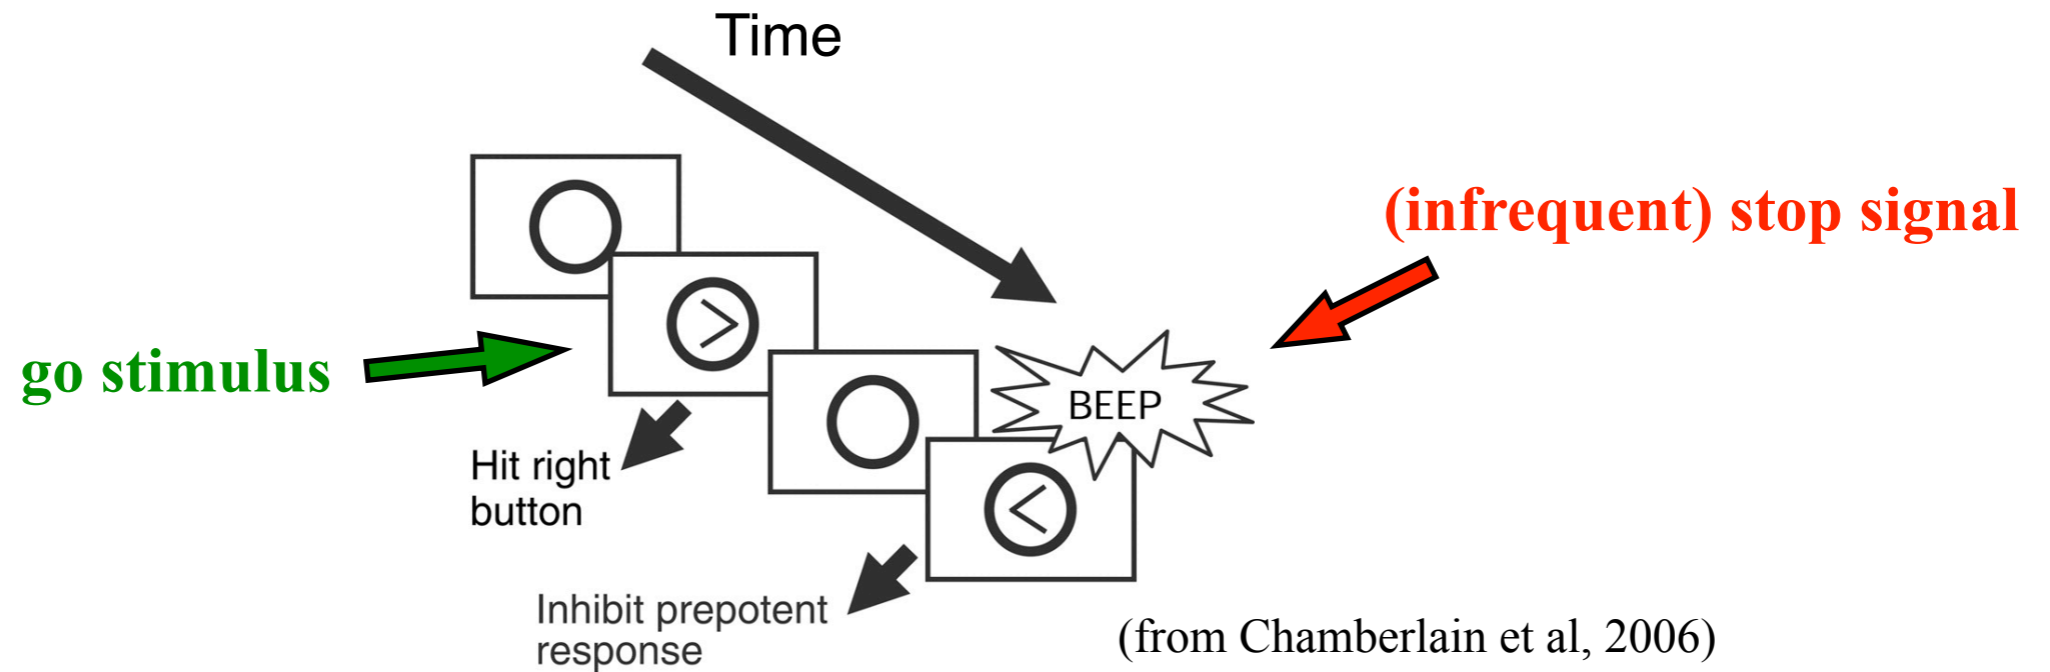 Time
(infrequent) stop signal
go stimulus
BEEP
Hit right
button
Inhibit prepotent
response
(from Chamberlain et al, 2006)